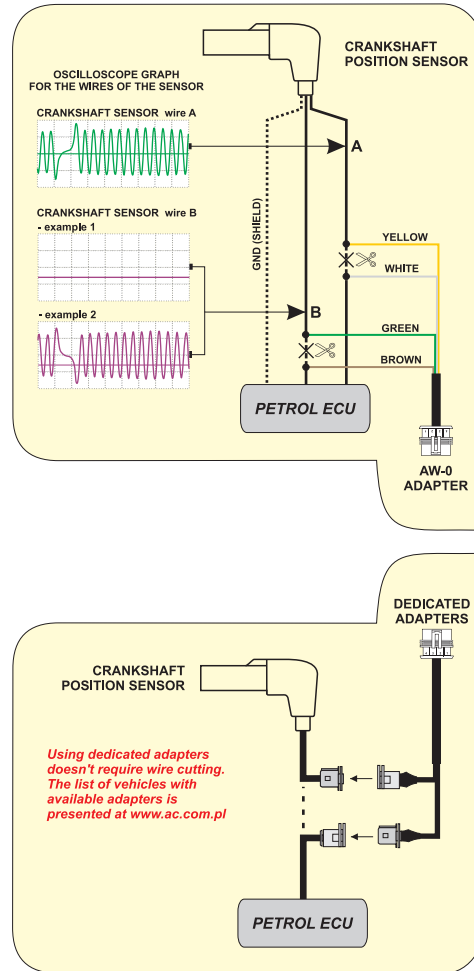 CRANKSHAFT
POSITION SENSOR
OSCILLOSCOPE GRAPH
FOR THE WIRES OF THE SENSOR
CRANKSHAFT SENSOR wire A
A
CRANKSHAFT SENSOR wire B
- example 1
GND (SHIELD)
YELLOW
WHITE
- example 2
B
GREEN
BROWN
PETROL ECU
AW-0
ADAPTER
DEDICATED
ADAPTERS
CRANKSHAFT
POSITION SENSOR
Using dedicated adapters
doesn't require wire cutting.
The list of vehicles with
available adapters is
presented at www.ac.com.pl
PETROL ECU